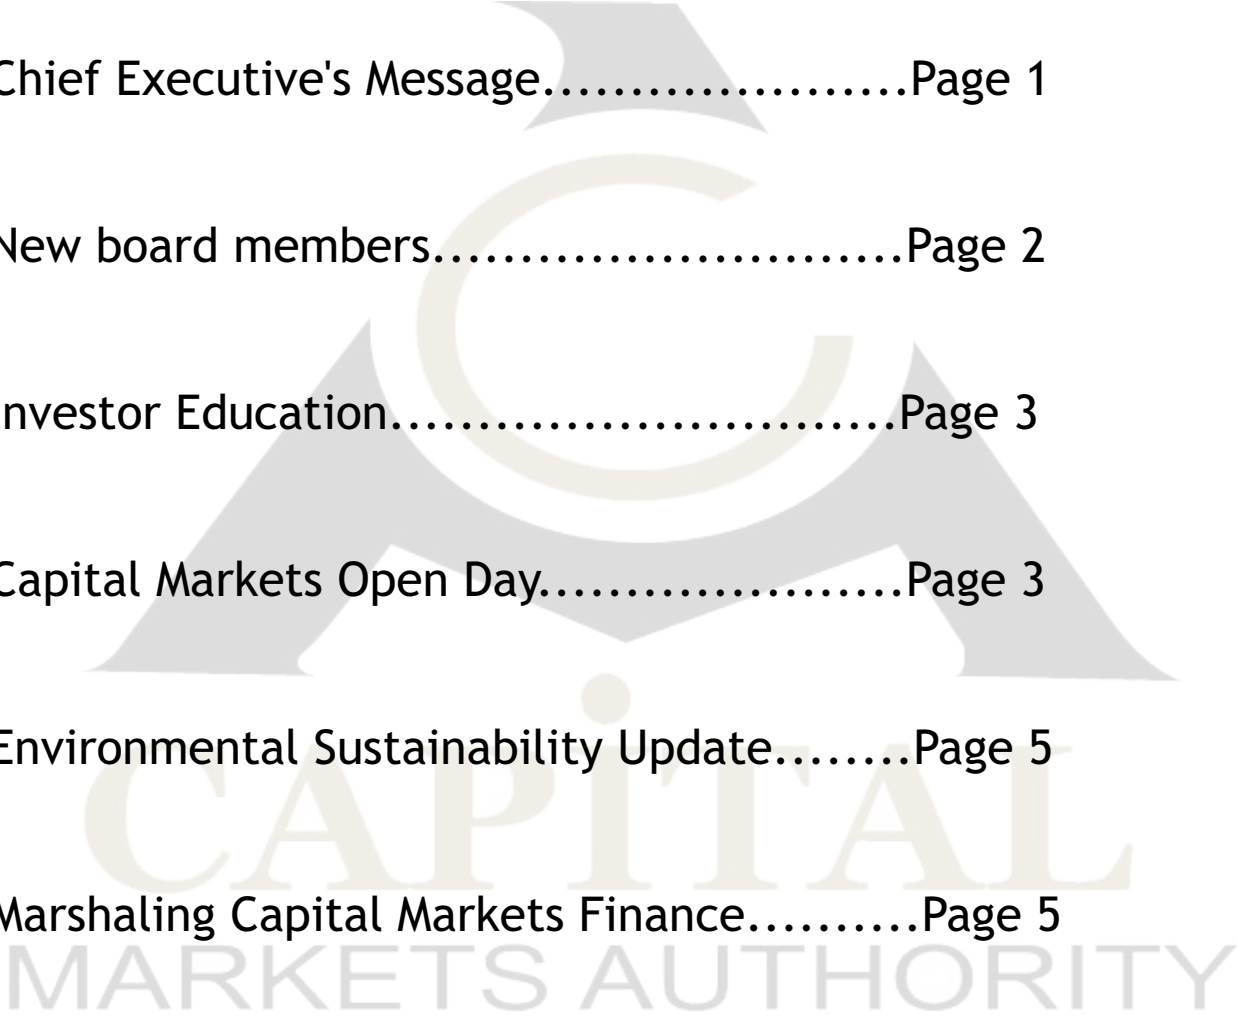 Chief Executive's Message.....................Page 1
New board members...........................Page 2
Investor Education.............................Page 3
Capital Markets Open Day.....................Page 3
Environmental Sustainability Update........Page 5
CAPITAL
Marshaling Capital Markets Finance..........Page 5
MARKETS AUTHORITY